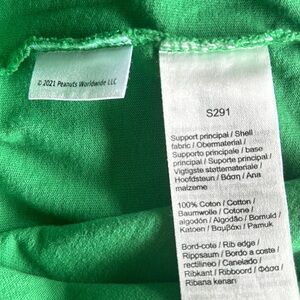 © 2021 Peanuts Worldwide LLC
S291
Support principal / Shell
fabric / Obermaterial /
Supporto principale / base
principal / Suporte principal /
Vigtigste støttemateriale /
Hoofdsteun / Βάση / Ana
malzeme
100% Coton / Cotton /
Baumwolle / Cotone /
algodón / Algodão / Bomuld /
Katoen / Βαμβάκι / Pamuk
Bord-cote / Rib edge /
Rippsaum / Bordo a coste /
rectilíneo / Canelado /
Ribkant / Ribboord / Φάσα /
Ribana kenarı